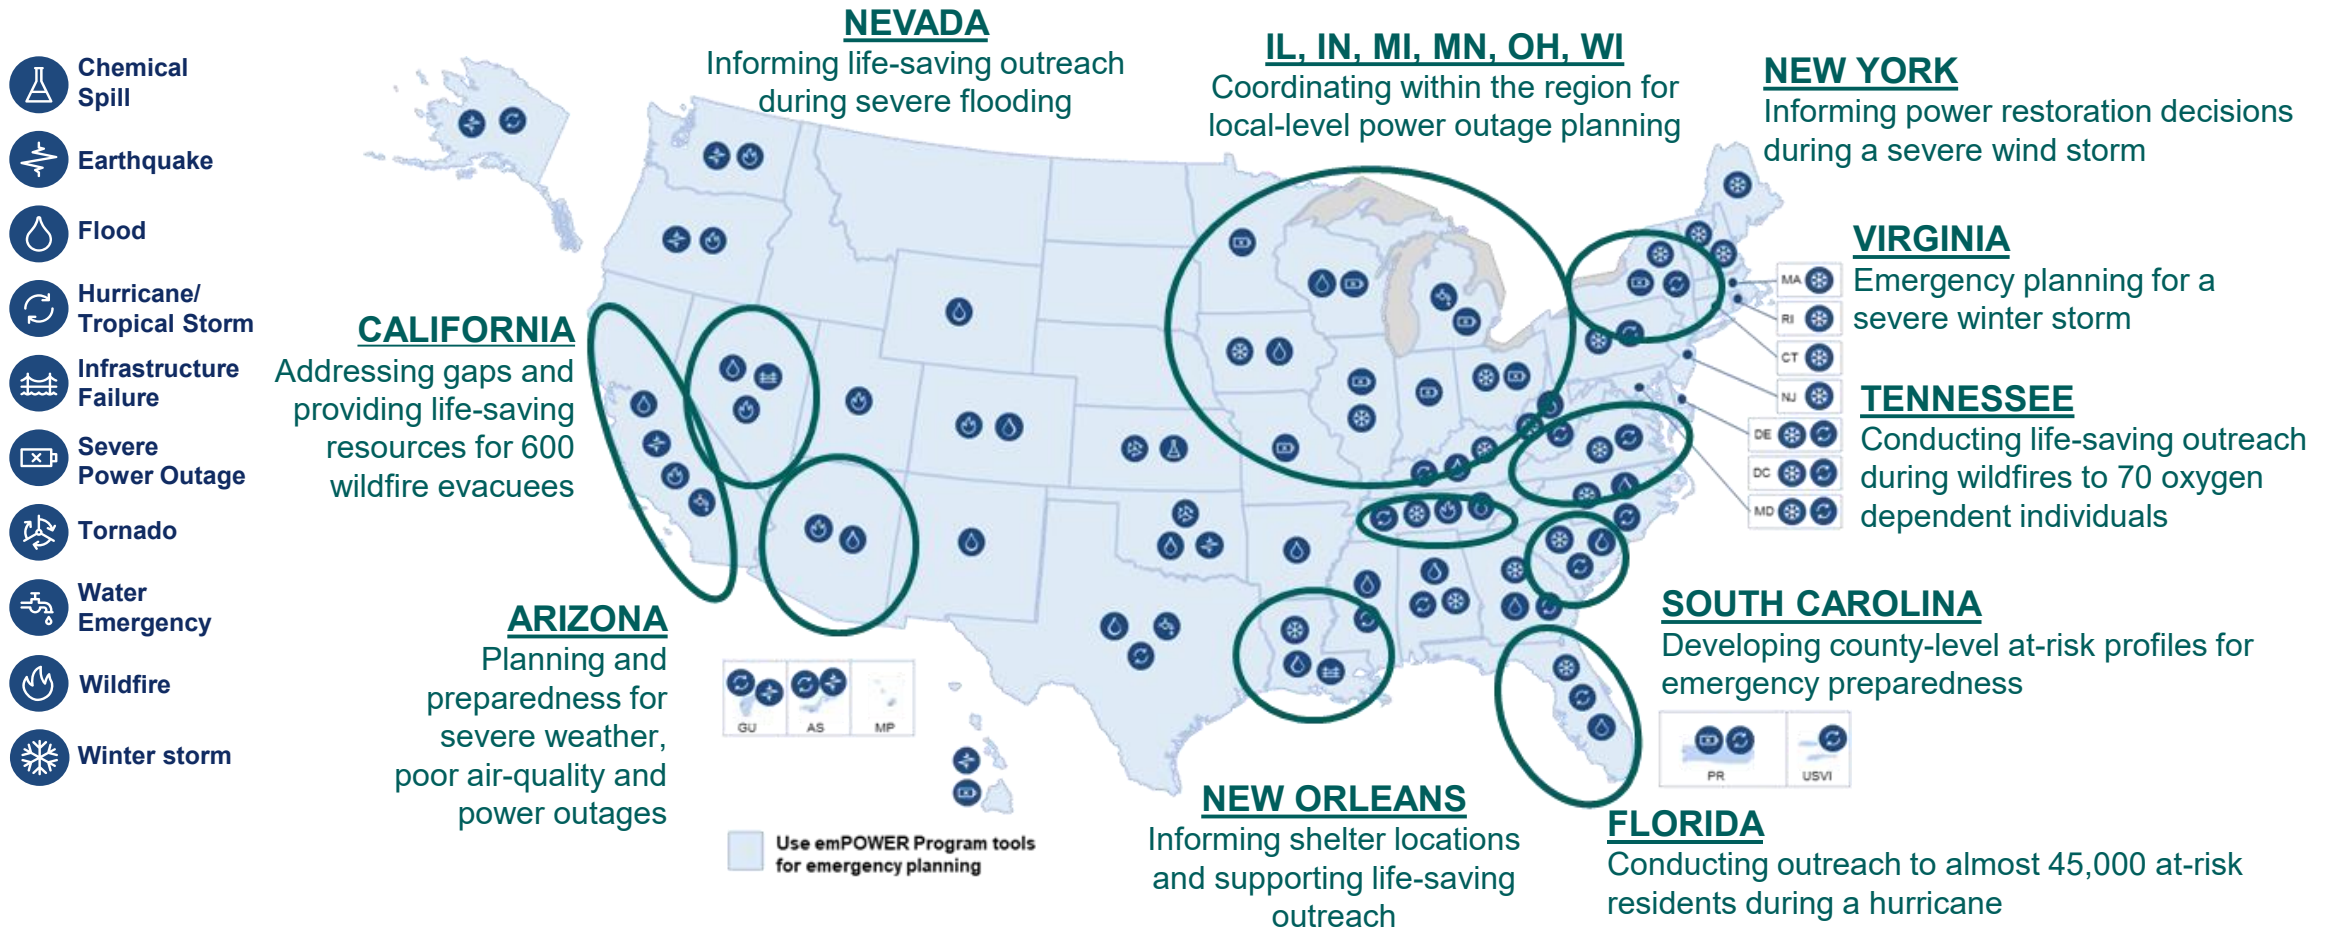 Chemical
Spill
Earthquake
Flood
Hurricane/
Tropical Storm
Infrastructure
Failure
Severe
Power Outage
Tornado
Water
Emergency
Wildfire
Winter storm
NEVADA
Informing life-saving outreach
during severe flooding
IL, IN, MI, MN, OH, WI
Coordinating within the region for
local-level power outage planning
NEW YORK
Informing power restoration decisions
during a severe wind storm
VIRGINIA
Emergency planning for a
severe winter storm
TENNESSEE
Conducting life-saving outreach
during wildfires to 70 oxygen
dependent individuals
CALIFORNIA
Addressing gaps and
providing life-saving
resources for 600
wildfire evacuees
ARIZONA
Planning and
preparedness for
severe weather,
poor air-quality and
power outages
MA
RI
CT
NJ
DE
DC
MD
SOUTH CAROLINA
Developing county-level at-risk profiles for
emergency preparedness
GU
AS
MP
PR
USVI
NEW ORLEANS
Informing shelter locations
and supporting life-saving
outreach
FLORIDA
Conducting outreach to almost 45,000 at-risk
residents during a hurricane
Use emPOWER Program tools
for emergency planning